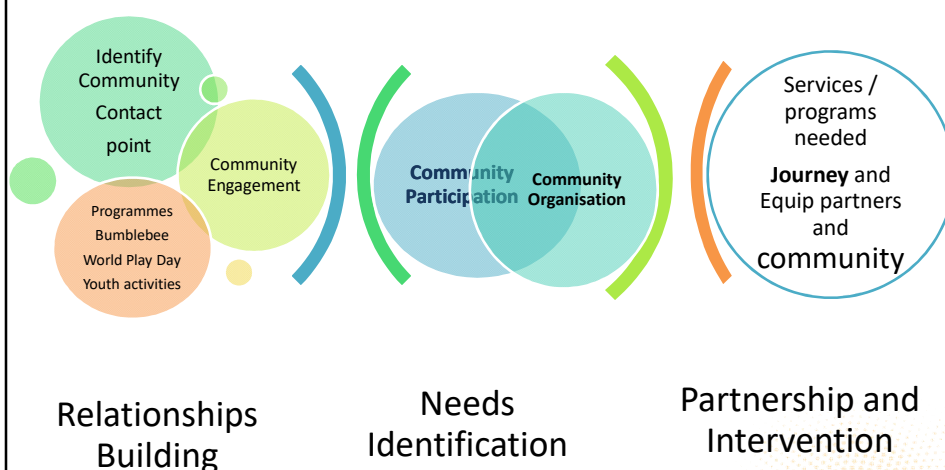 Identify
Community
Contact
point
Community
Engagement
Programmes
Bumblebee
World Play Day
Youth activities
Community
Participation
Community
Organisation
Services /
programs
needed
Journey and
Equip partners
and
community
Relationships
Building
Needs
Identification
Partnership and
Intervention